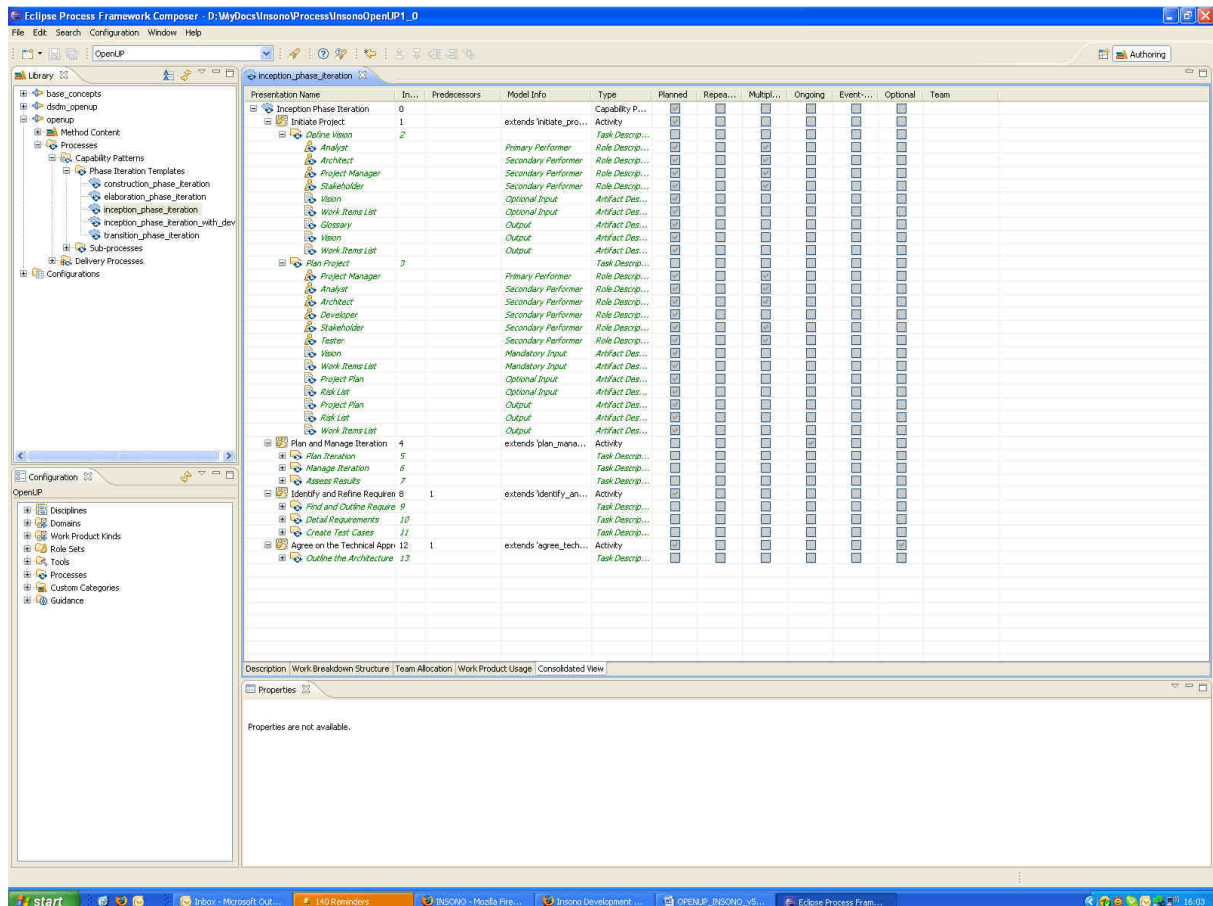 Eclipse Process Framework Composer - D:\MyDocs\Insono\Process\InsonoOpenUP1_0
File Edit Search Configuration Window Help
OpenUP
Authoring
Library
base_concepts
dsdm_openup
openup
Method Content
Processes
Capability Patterns
Phase Iteration Templates
construction_phase_iteration
elaboration_phase_iteration
inception_phase_iteration
inception_phase_iteration_with_dev
transition_phase_iteration
Sub-processes
Delivery Processes
Configurations
Configuration
OpenUP
Disciplines
Domains
Work Product Kinds
Role Sets
Tools
Processes
Custom Categories
Guidance
inception_phase_iteration
Presentation Name In... Predecessors Model Info Type Planned Repea... Multipl... Ongoing Event-... Optional Team
Inception Phase Iteration 0 Capability P...
Initiate Project 1 extends 'initiate_pro... Activity
Define Vision 2 Task Descrip...
Analyst Primary Performer Role Descrip...
Architect Secondary Performer Role Descrip...
Project Manager Secondary Performer Role Descrip...
Stakeholder Secondary Performer Role Descrip...
Vision Optional Input Artifact Des...
Work Items List Optional Input Artifact Des...
Glossary Output Artifact Des...
Vision Output Artifact Des...
Work Items List Output Artifact Des...
Plan Project 3 Task Descrip...
Project Manager Primary Performer Role Descrip...
Analyst Secondary Performer Role Descrip...
Architect Secondary Performer Role Descrip...
Developer Secondary Performer Role Descrip...
Stakeholder Secondary Performer Role Descrip...
Tester Secondary Performer Role Descrip...
Vision Mandatory Input Artifact Des...
Work Items List Mandatory Input Artifact Des...
Project Plan Optional Input Artifact Des...
Risk List Optional Input Artifact Des...
Project Plan Output Artifact Des...
Risk List Output Artifact Des...
Work Items List Output Artifact Des...
Plan and Manage Iteration 4 extends 'plan_mana... Activity
Plan Iteration 5 Task Descrip...
Manage Iteration 6 Task Descrip...
Assess Results 7 Task Descrip...
Identify and Refine Requiren 8 1 extends 'identify_an... Activity
Find and Outline Require 9 Task Descrip...
Detail Requirements 10 Task Descrip...
Create Test Cases 11 Task Descrip...
Agree on the Technical Appro 12 1 extends 'agree_tech... Activity
Outline the Architecture 13 Task Descrip...
Description Work Breakdown Structure Team Allocation Work Product Usage Consolidated View
Properties
Properties are not available.
start Inbox - Microsoft Out... 140 Reminders INSONO - Mozilla Fire... Insono Development ... OPENUP_INSONO_v5... Eclipse Process Fram... 16:03